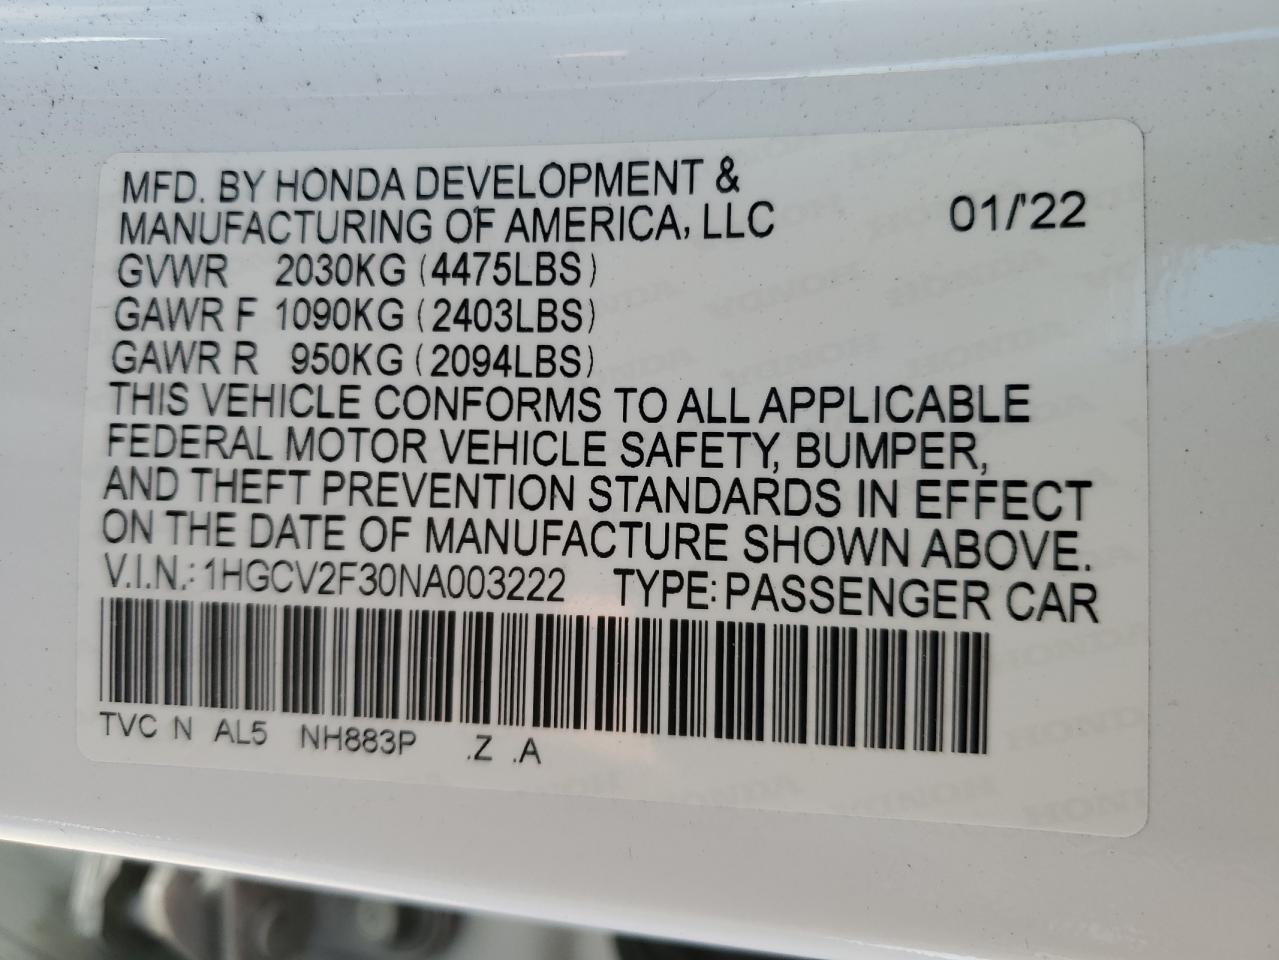 MFD. BY HONDA DEVELOPMENT &
MANUFACTURING OF AMERICA, LLC 01/'22
GVWR 2030KG (4475LBS)
GAWR F 1090KG (2403LBS)
GAWR R 950KG (2094LBS)
THIS VEHICLE CONFORMS TO ALL APPLICABLE
FEDERAL MOTOR VEHICLE SAFETY, BUMPER,
AND THEFT PREVENTION STANDARDS IN EFFECT
ON THE DATE OF MANUFACTURE SHOWN ABOVE.
V.I.N.: 1HGCV2F30NA003222 TYPE: PASSENGER CAR
TVC N AL5 NH883P .Z .A